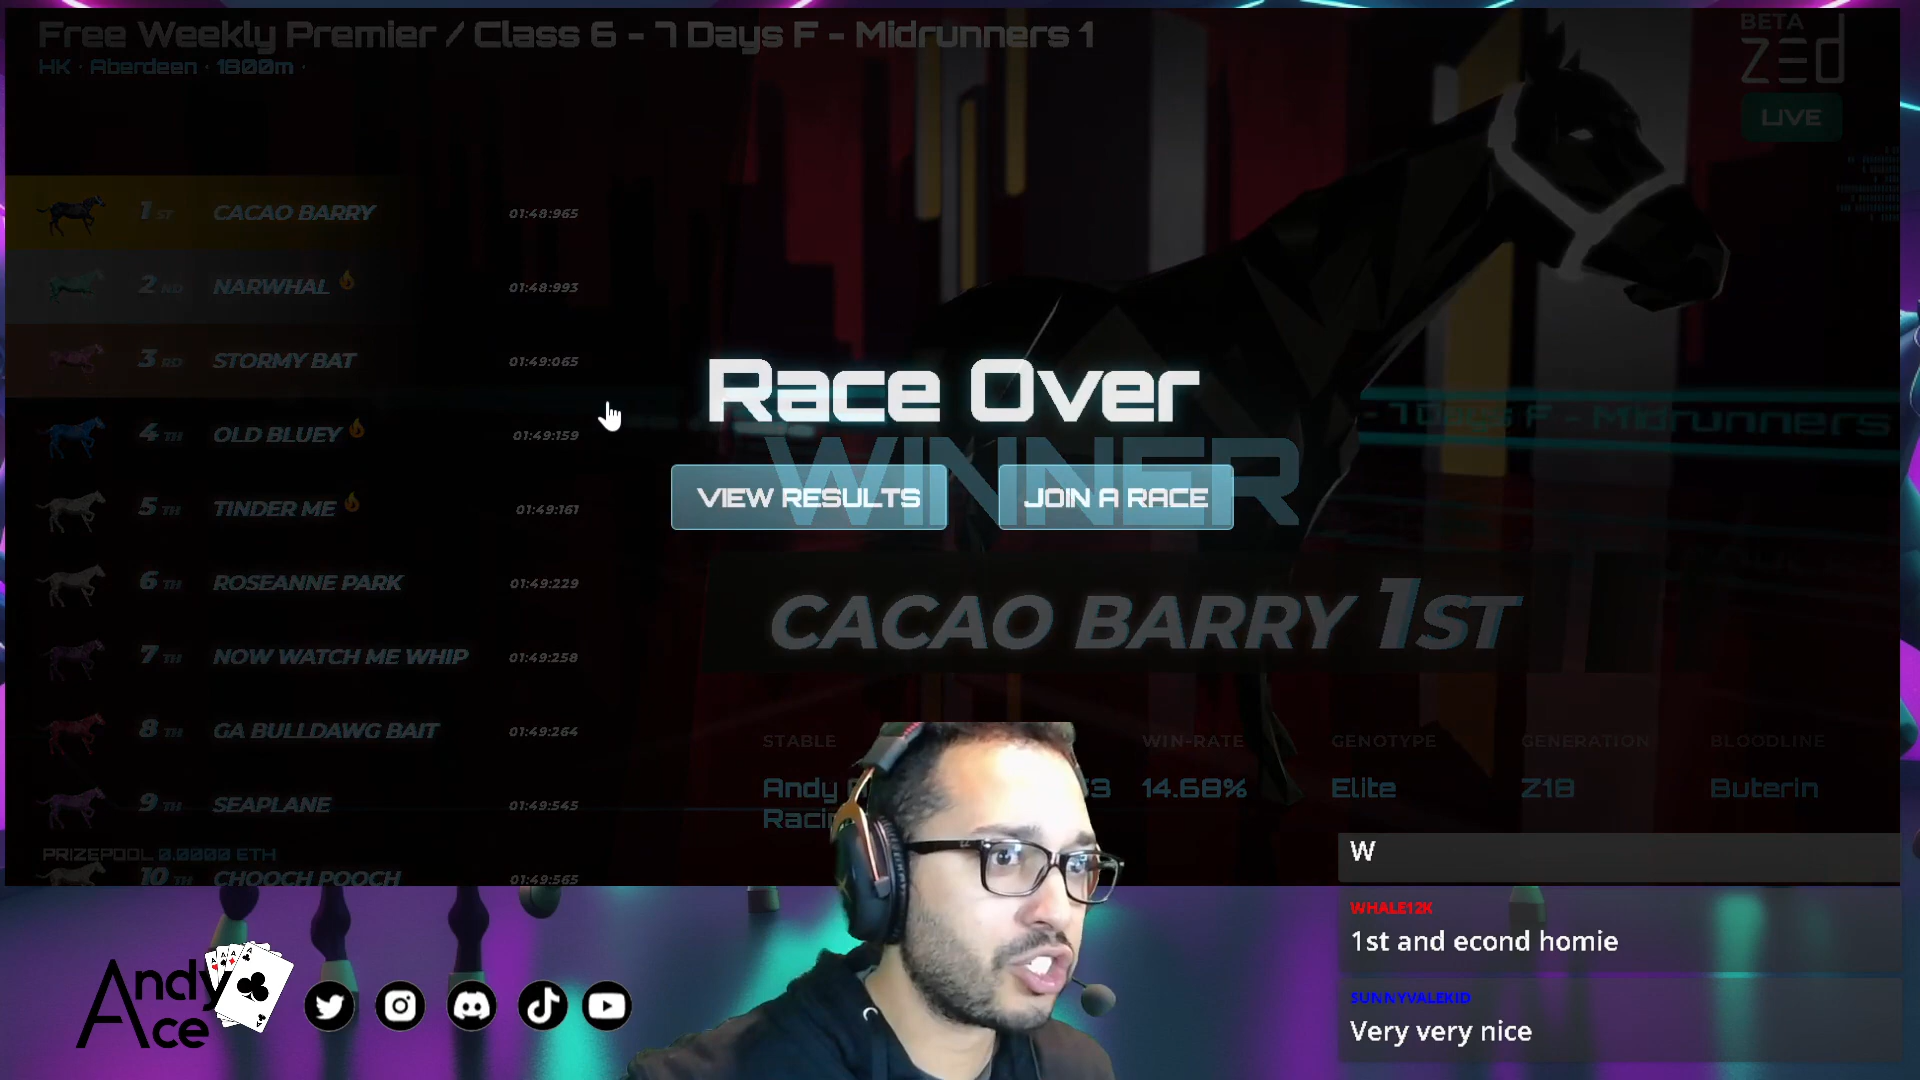 Free Weekly Premier / Class 6 - 7 Days F - Midrunners 1
HK · Aberdeen · 1800m ·
BETA
zed
LIVE
1 ST CACAO BARRY 01:48:965
2 ND NARWHAL 01:48:993
3 RD STORMY BAT 01:49:065
4 TH OLD BLUEY 01:49:159
5 TH TINDER ME 01:49:161
6 TH ROSEANNE PARK 01:49:229
7 TH NOW WATCH ME WHIP 01:49:258
8 TH GA BULLDAWG BAIT 01:49:264
9 TH SEAPLANE 01:49:545
10 TH CHOOCH POOCH 01:49:565
PRIZEPOOL 0.0000 ETH
- 7 Days F - Midrunners
Race Over
WINNER
VIEW RESULTS JOIN A RACE
CACAO BARRY 1ST
STABLE WIN-RATE GENOTYPE GENERATION BLOODLINE
Andy 14.68% Elite Z18 Buterin
W
WHALE12K
1st and econd homie
SUNNYVALEKID
Very very nice
Andy
Ace